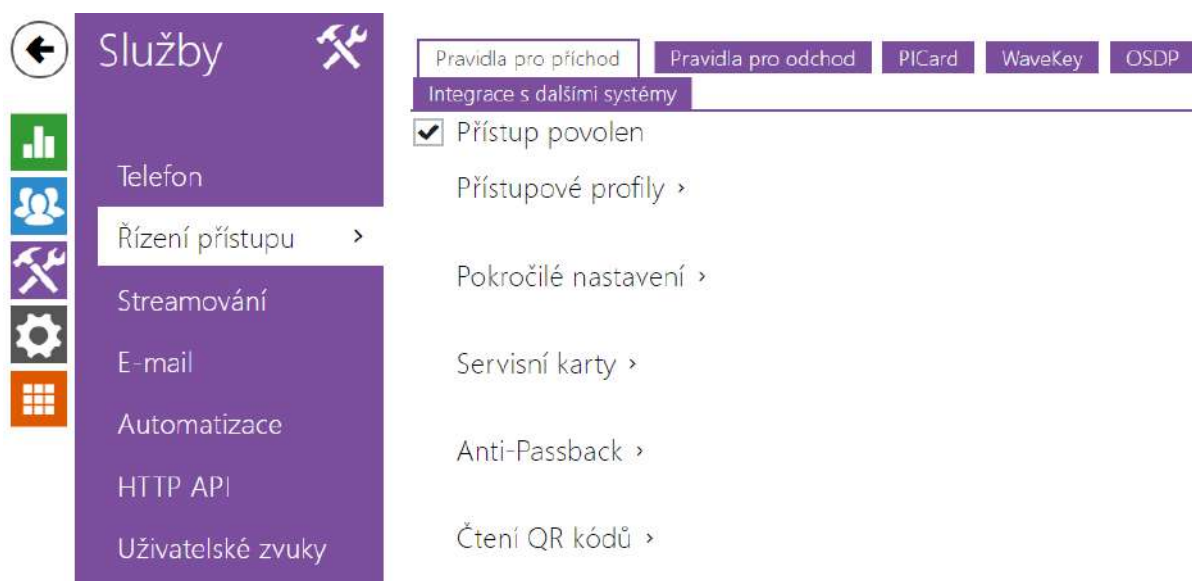 Služby
Pravidla pro příchod Pravidla pro odchod PICard WaveKey OSDP
Integrace s dalšími systémy
Telefon
Řízení přístupu
Streamování
E-mail
Automatizace
HTTP API
Uživatelské zvuky
Přístup povolen
Přístupové profily
Pokročilé nastavení
Servisní karty
Anti-Passback
Čtení QR kódů